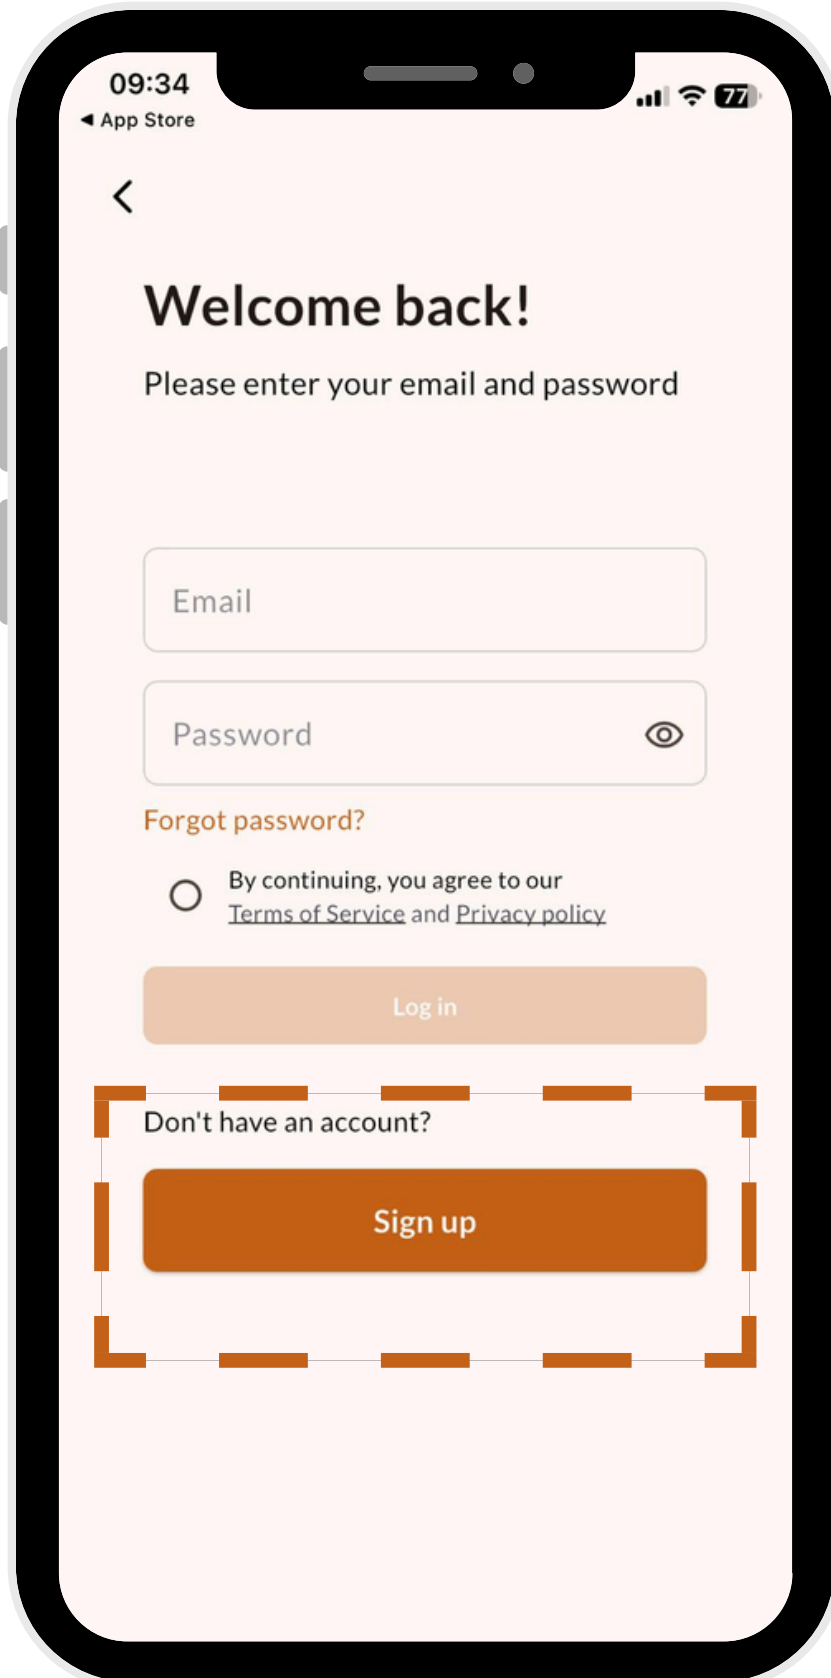 09:34
77
◀ App Store
Welcome back!
Please enter your email and password
Email
Password
Forgot password?
By continuing, you agree to our
Terms of Service and Privacy policy
Log in
Don't have an account?
Sign up